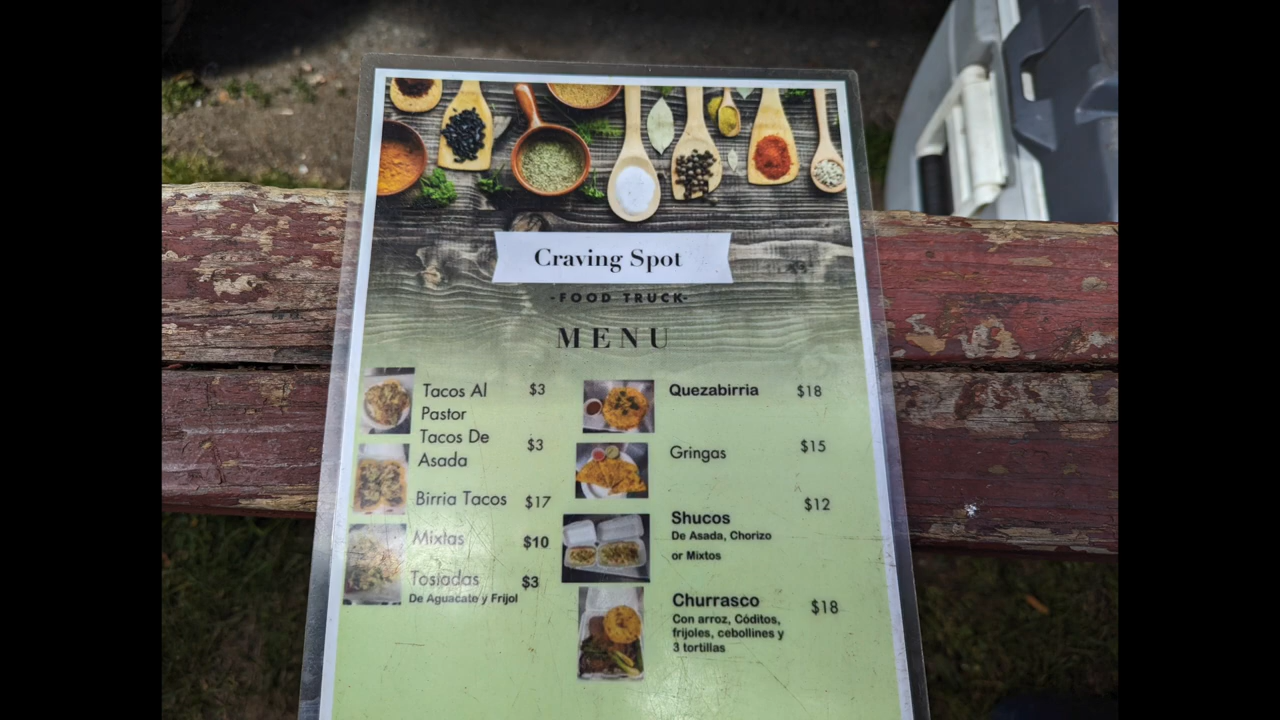 Craving Spot
-FOOD TRUCK-
MENU
Tacos Al
Pastor
$3
Tacos De
Asada
$3
Birria Tacos $17
Mixtas $10
Tostadas $3
De Aguacate y Frijol
Quezabirria $18
Gringas $15
Shucos $12
De Asada, Chorizo
or Mixtos
Churrasco $18
Con arroz, Códitos,
frijoles, cebollines y
3 tortillas